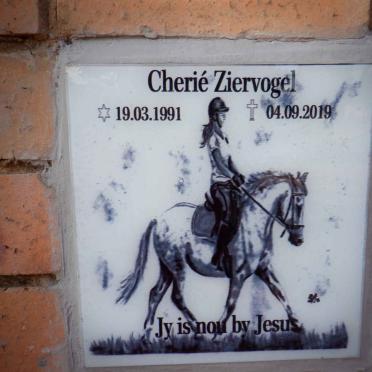 Cherié Ziervogel
✡ 19.03.1991 ✝ 04.09.2019
Jy is nou by Jesus